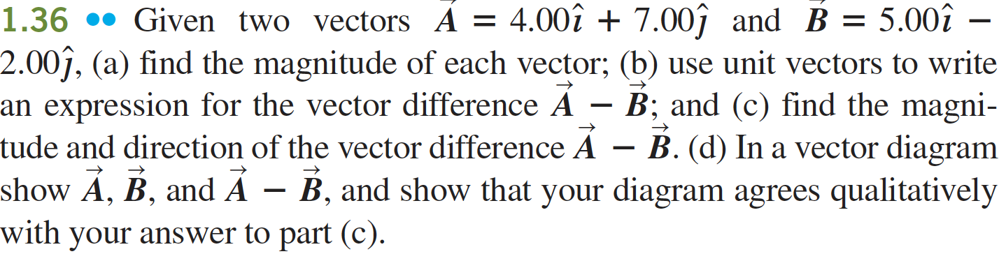 1.36 •• Given two vectors $\vec{A}$ = 4.00$\hat{\imath}$ + 7.00$\hat{\jmath}$ and $\vec{B}$ = 5.00$\hat{\imath}$ −
2.00$\hat{\jmath}$, (a) find the magnitude of each vector; (b) use unit vectors to write
an expression for the vector difference $\vec{A}$ − $\vec{B}$; and (c) find the magni-
tude and direction of the vector difference $\vec{A}$ − $\vec{B}$. (d) In a vector diagram
show $\vec{A}$, $\vec{B}$, and $\vec{A}$ − $\vec{B}$, and show that your diagram agrees qualitatively
with your answer to part (c).